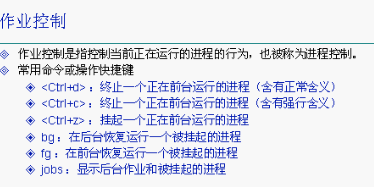 作业控制
作业控制是指控制当前正在运行的进程的行为，也被称为进程控制。
常用命令或操作快捷键
<Ctrl+d>：终止一个正在前台运行的进程（含有正常含义）
<Ctrl+c>：终止一个正在前台运行的进程（含有强行含义）
<Ctrl+z>：挂起一个正在前台运行的进程
bg：在后台恢复运行一个被挂起的进程
fg：在前台恢复运行一个被挂起的进程
jobs：显示后台作业和被挂起的进程